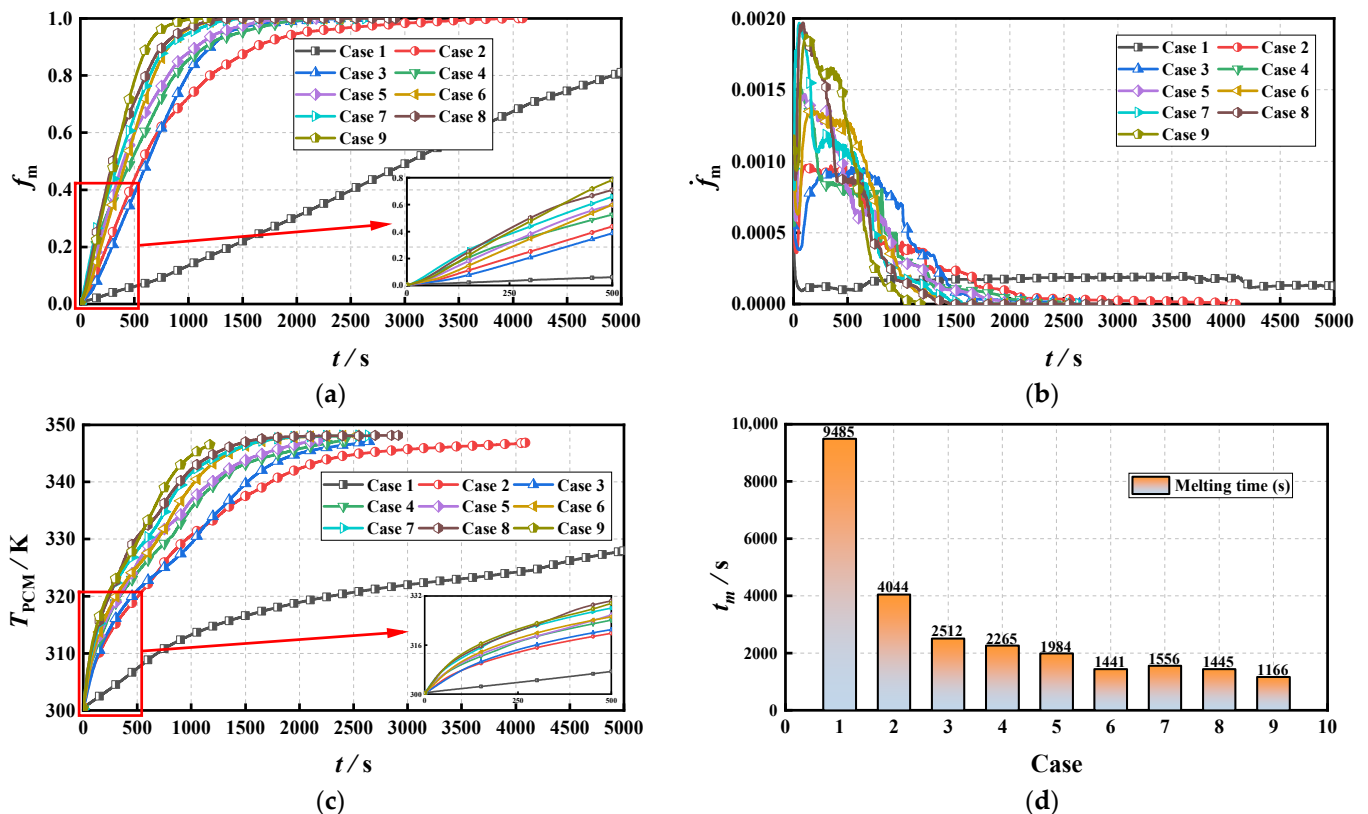 1.0
0.8
0.6
0.4
0.2
0.0
f_m
Case 1 Case 2
Case 3 Case 4
Case 5 Case 6
Case 7 Case 8
Case 9
0.8
0.6
0.4
0.2
0.0
250 500
0 500 1000 1500 2000 2500 3000 3500 4000 4500 5000
t / s
(a)
0.0020
0.0015
0.0010
0.0005
0.0000
ḟ_m
Case 1 Case 2
Case 3 Case 4
Case 5 Case 6
Case 7 Case 8
Case 9
0 500 1000 1500 2000 2500 3000 3500 4000 4500 5000
t / s
(b)
350
340
330
320
310
300
T_PCM / K
Case 1 Case 2 Case 3
Case 4 Case 5 Case 6
Case 7 Case 8 Case 9
332
316
300
0 250 500
0 500 1000 1500 2000 2500 3000 3500 4000 4500 5000
t / s
(c)
10,000
8000
6000
4000
2000
0
t_m / s
Melting time (s)
9485
4044
2512
2265
1984
1441
1556
1445
1166
0 1 2 3 4 5 6 7 8 9 10
Case
(d)